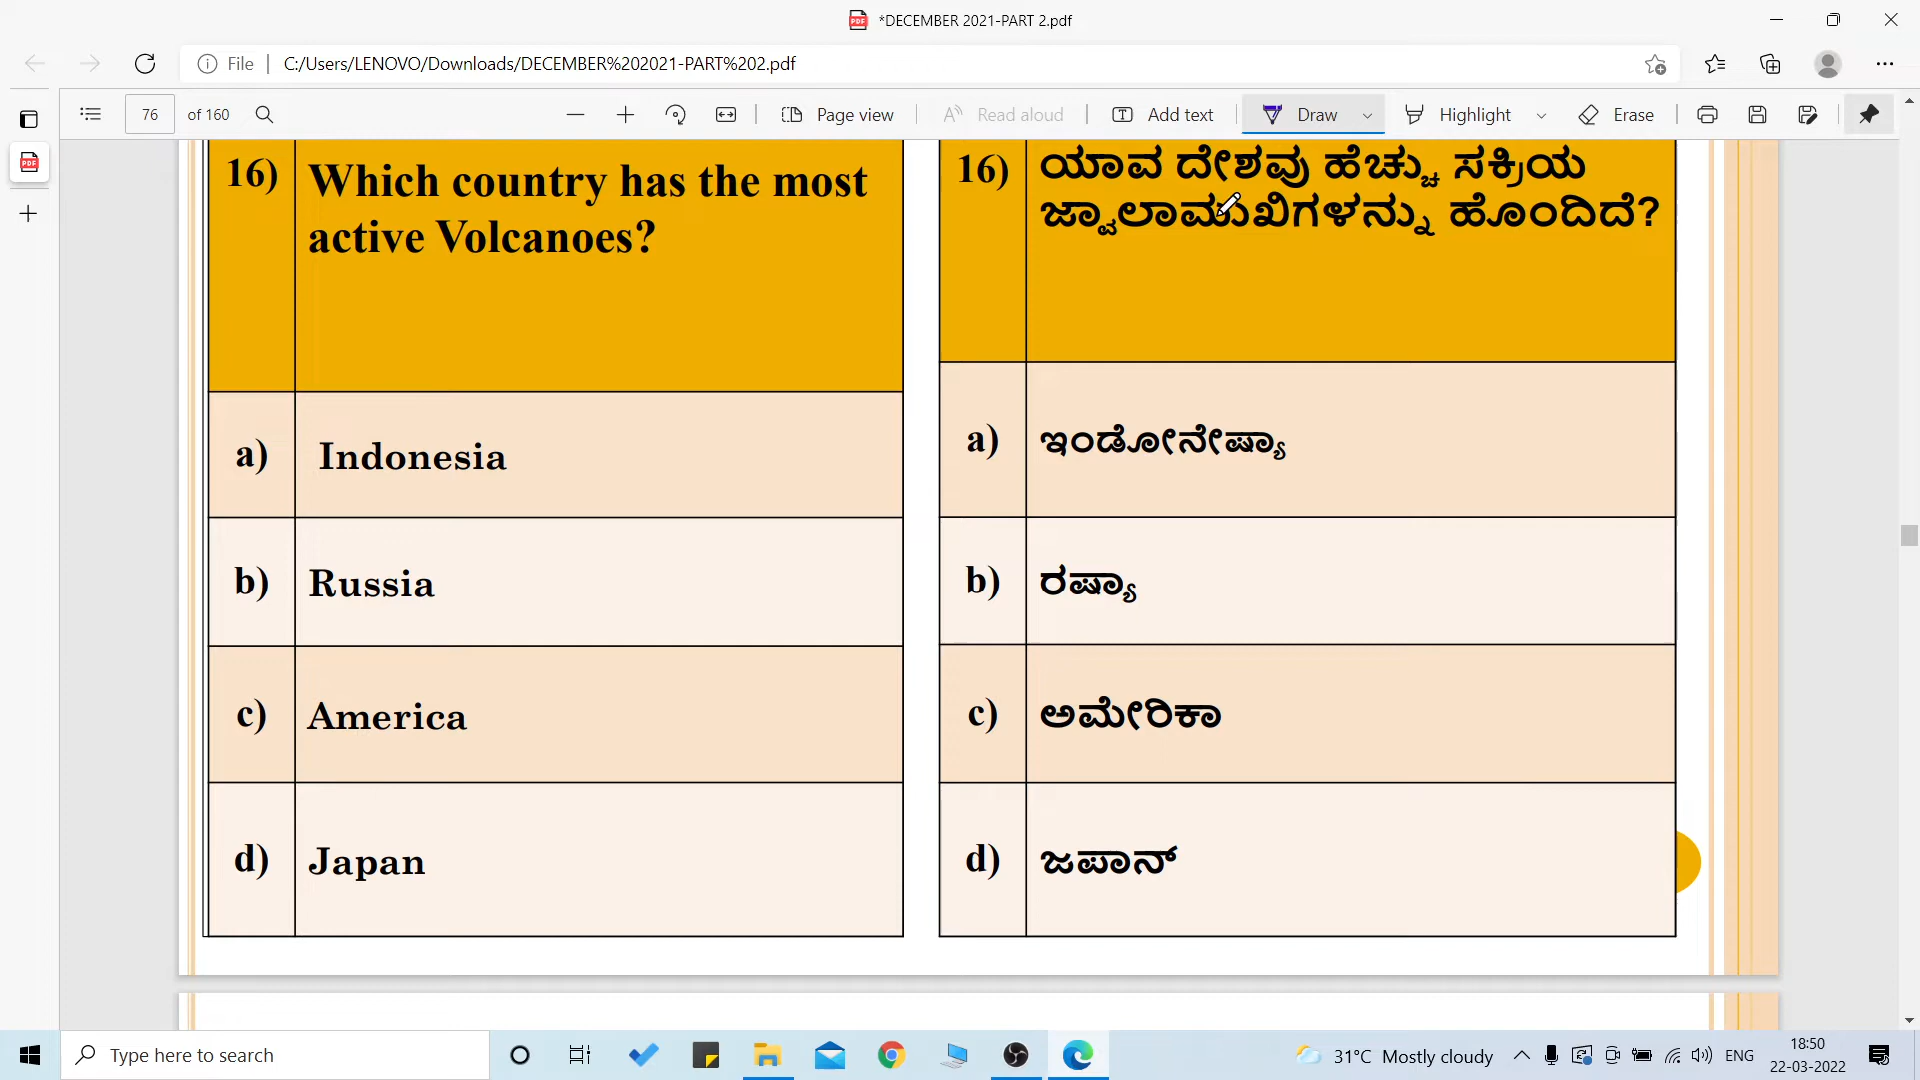 *DECEMBER 2021-PART 2.pdf
File
C:/Users/LENOVO/Downloads/DECEMBER%202021-PART%202.pdf
76 of 160
Page view
Read aloud
Add text
Draw
Highlight
Erase
16) Which country has the most
active Volcanoes?
a) Indonesia
b) Russia
c) America
d) Japan
16) ಯಾವ ದೇಶವು ಹೆಚ್ಚು ಸಕ್ರಿಯ
ಜ್ವಾಲಾಮುಖಿಗಳನ್ನು ಹೊಂದಿದೆ?
a) ಇಂಡೋನೇಷ್ಯಾ
b) ರಷ್ಯಾ
c) ಅಮೇರಿಕಾ
d) ಜಪಾನ್
Type here to search
31°C Mostly cloudy
ENG
18:50
22-03-2022